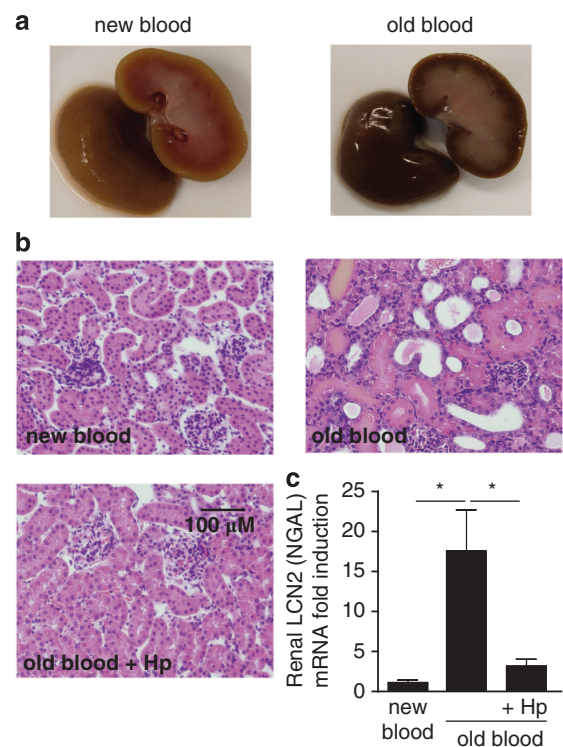 a
new blood
old blood
b
new blood
old blood
100 μM
old blood + Hp
c
Renal LCN2 (NGAL)
mRNA fold induction
25
20
15
10
5
0
*
*
new
blood
+ Hp
old blood